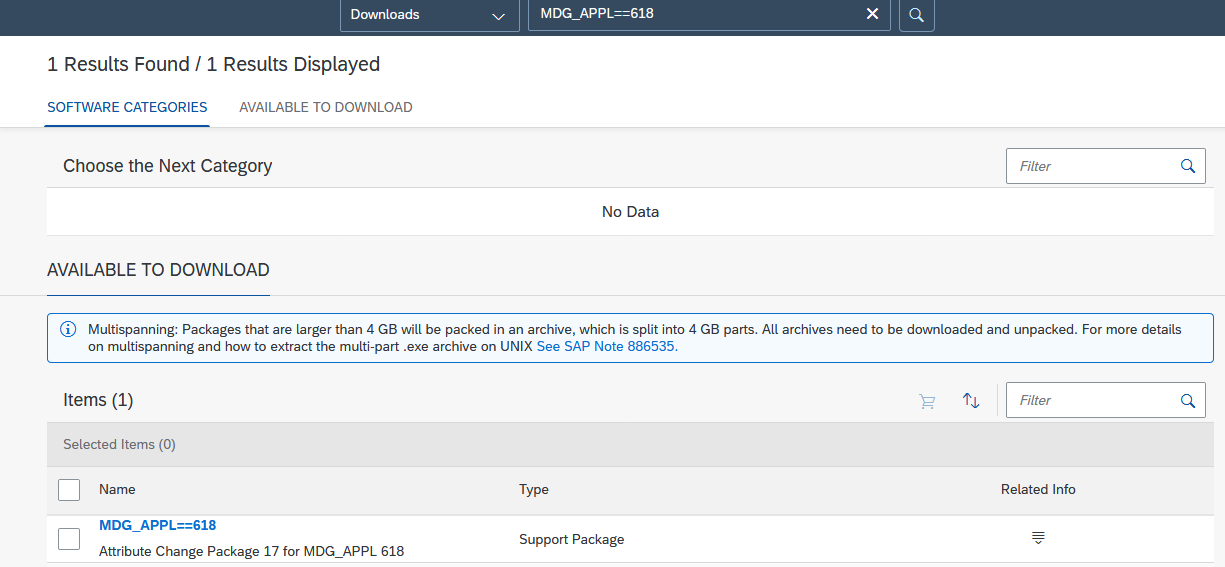 Downloads
MDG_APPL==618
1 Results Found / 1 Results Displayed
SOFTWARE CATEGORIES
AVAILABLE TO DOWNLOAD
Choose the Next Category
Filter
No Data
AVAILABLE TO DOWNLOAD
Multispanning: Packages that are larger than 4 GB will be packed in an archive, which is split into 4 GB parts. All archives need to be downloaded and unpacked. For more details
on multispanning and how to extract the multi-part .exe archive on UNIX See SAP Note 886535.
Items (1)
Filter
Selected Items (0)
Name
Type
Related Info
MDG_APPL==618
Attribute Change Package 17 for MDG_APPL 618
Support Package